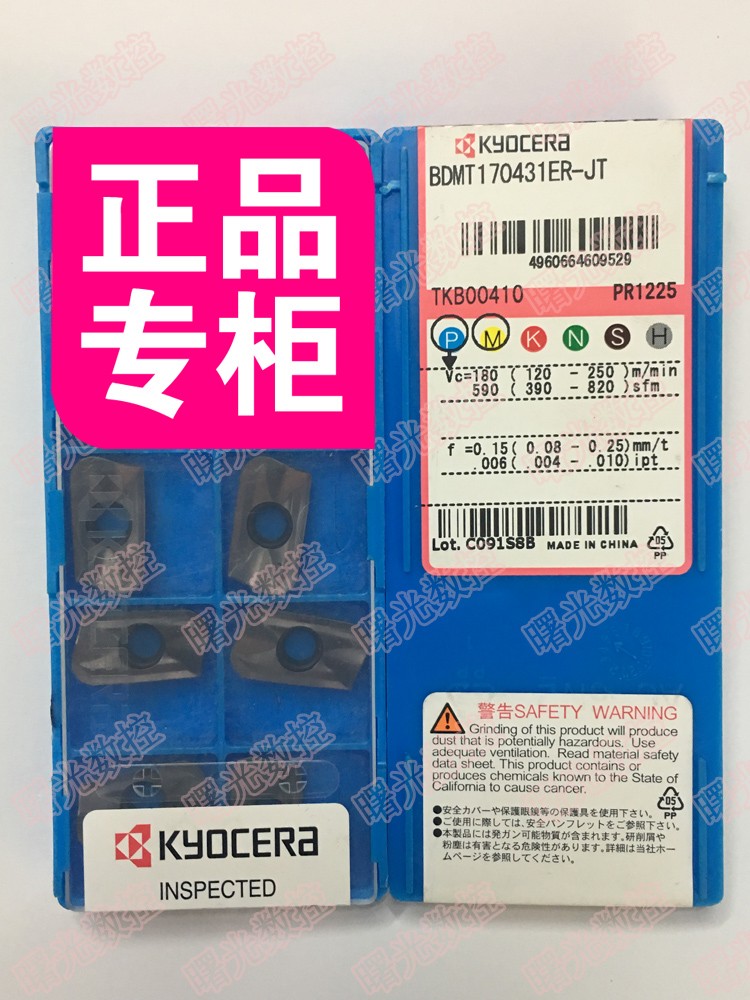 正品
专柜
KYOCERA
INSPECTED
KYOCERA
BDMT170431ER-JT
4960664609529
TKB00410 PR1225
P M K N S H
Vc=180 ( 120 - 250 )m/min
590 ( 390 - 820 )sfm
f =0.15( 0.08 - 0.25)mm/t
.006( .004 - .010)ipt
Lot. C091S8B MADE IN CHINA
05
PP
警告SAFETY WARNING
Grinding of this product will produce
dust that is potentially hazardous. Use
adequate ventilation. Read material safety
data sheet. This product contains or
produces chemicals known to the State of
California to cause cancer.
05
PP
●安全カバーや保護眼鏡等の保護具を使用下さい。
●ご使用に際しては、安全パンフレットをご参照下さい。
●本製品には発ガン可能物質が含まれます。研削屑や
粉塵は有害となる危険性があります。詳細は当社ホー
ムページを参照してください。
曙光数控